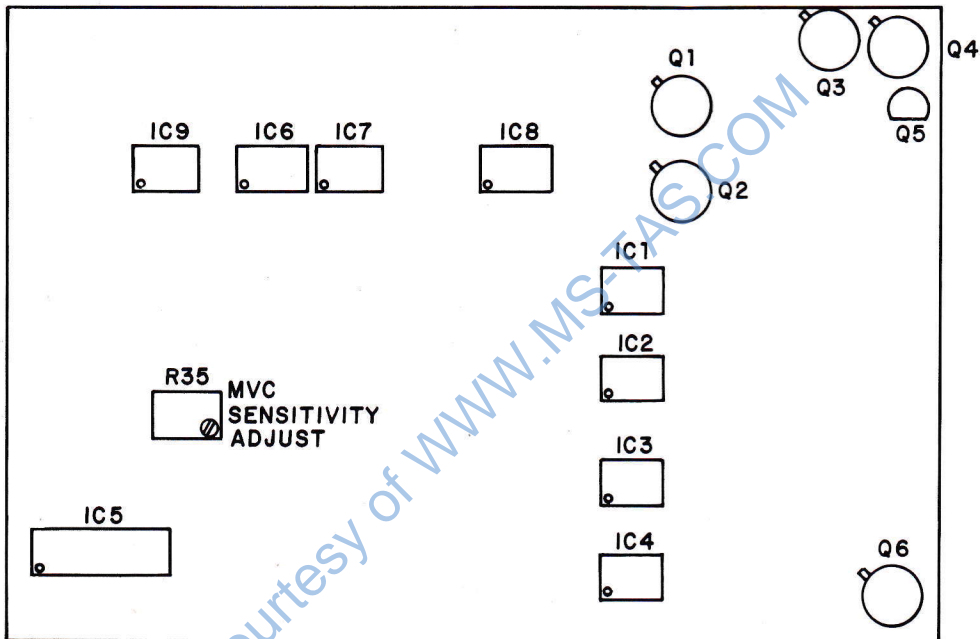 Q1
Q3
Q4
Q5
IC9
IC6
IC7
IC8
Q2
IC1
IC2
R35
MVC
SENSITIVITY
ADJUST
IC3
IC5
IC4
Q6
ourtesy of WWW.MS-TAS.COM